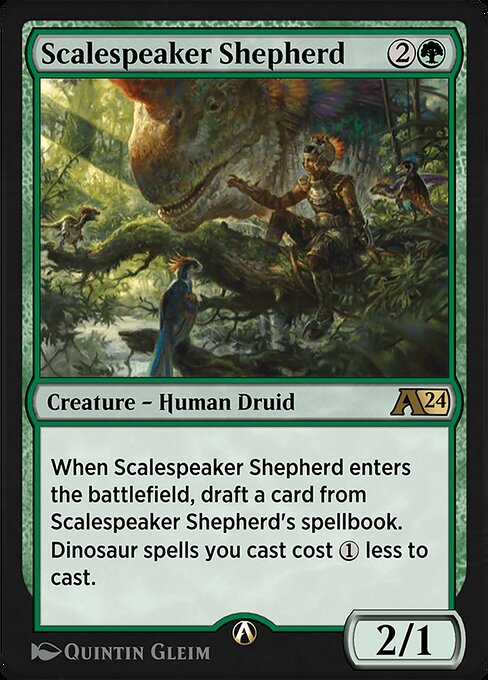 Scalespeaker Shepherd 2
Creature – Human Druid A24
When Scalespeaker Shepherd enters
the battlefield, draft a card from
Scalespeaker Shepherd's spellbook.
Dinosaur spells you cast cost 1 less to
cast.
2/1
Quintin Gleim